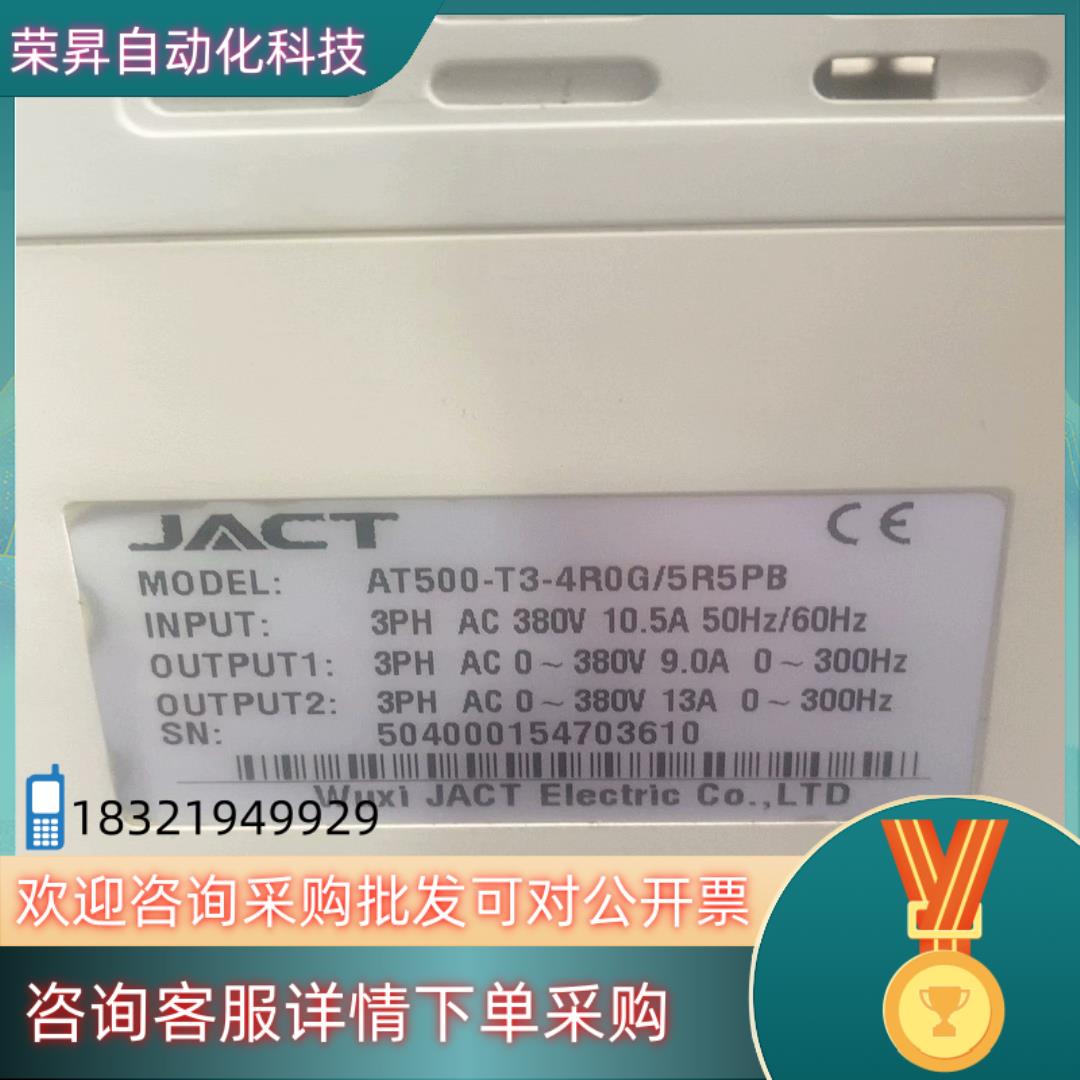 荣昇自动化科技
JACT CE
MODEL: AT500-T3-4R0G/5R5PB
INPUT: 3PH AC 380V 10.5A 50Hz/60Hz
OUTPUT1: 3PH AC 0~380V 9.0A 0~300Hz
OUTPUT2: 3PH AC 0~380V 13A 0~300Hz
SN: 504000154703610
Wuxi JACT Electric Co.,LTD
18321949929
欢迎咨询采购批发可对公开票
咨询客服详情下单采购